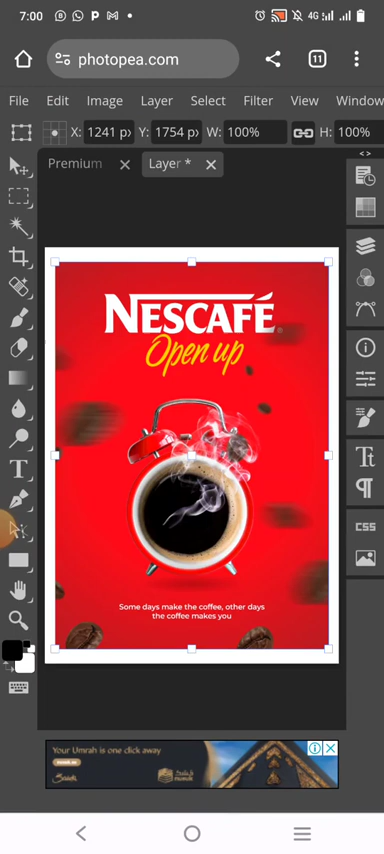 7:00
4G
photopea.com
11
File Edit Image Layer Select Filter View Window
X: 1241 px Y: 1754 px W: 100% H: 100%
Premium
Layer *
< >
NESCAFÉ
Open up
Some days make the coffee, other days
the coffee makes you
CSS
Your Umrah is one click away